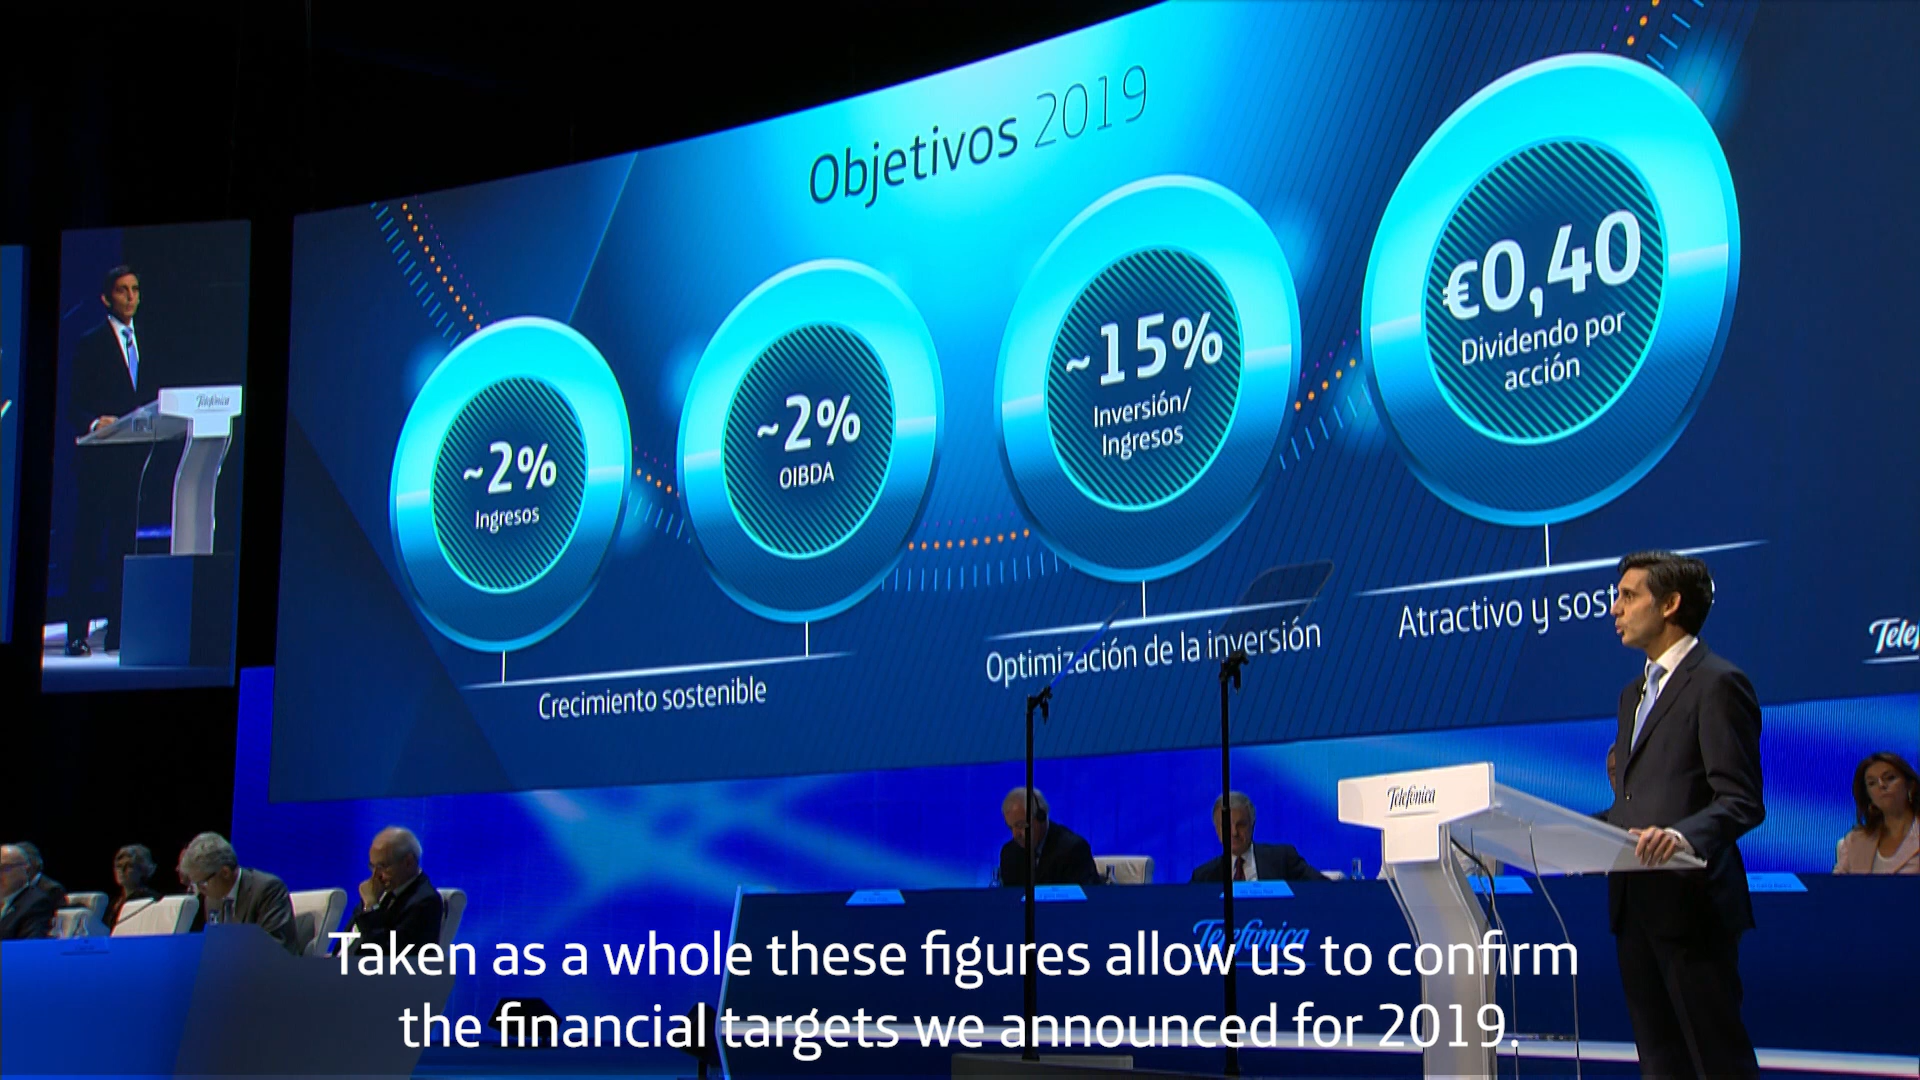 Objetivos 2019
~2%
Ingresos
~2%
OIBDA
~15%
Inversión/
Ingresos
€0,40
Dividendo por
acción
Crecimiento sostenible
Optimización de la inversión
Atractivo y sost
Telef
Telefónica
Telefónica
Telefónica
Taken as a whole these figures allow us to confirm
the financial targets we announced for 2019.